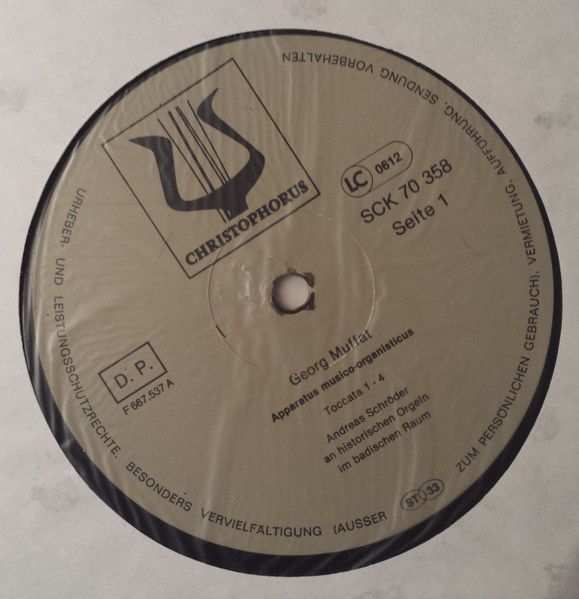 CHRISTOPHORUS
LC 0612
SCK 70 358
Seite 1
D. P.
F 667.537 A
Georg Muffat
Apparatus musico-organisticus
Toccata 1 - 4
Andreas Schröder
an historischen Orgeln
im badischen Raum
ST 33
URHEBER- UND LEISTUNGSSCHUTZRECHTE, BESONDERS VERVIELFÄLTIGUNG (AUSSER ZUM PERSÖNLICHEN GEBRAUCH), VERMIETUNG, AUFFÜHRUNG, SENDUNG VORBEHALTEN